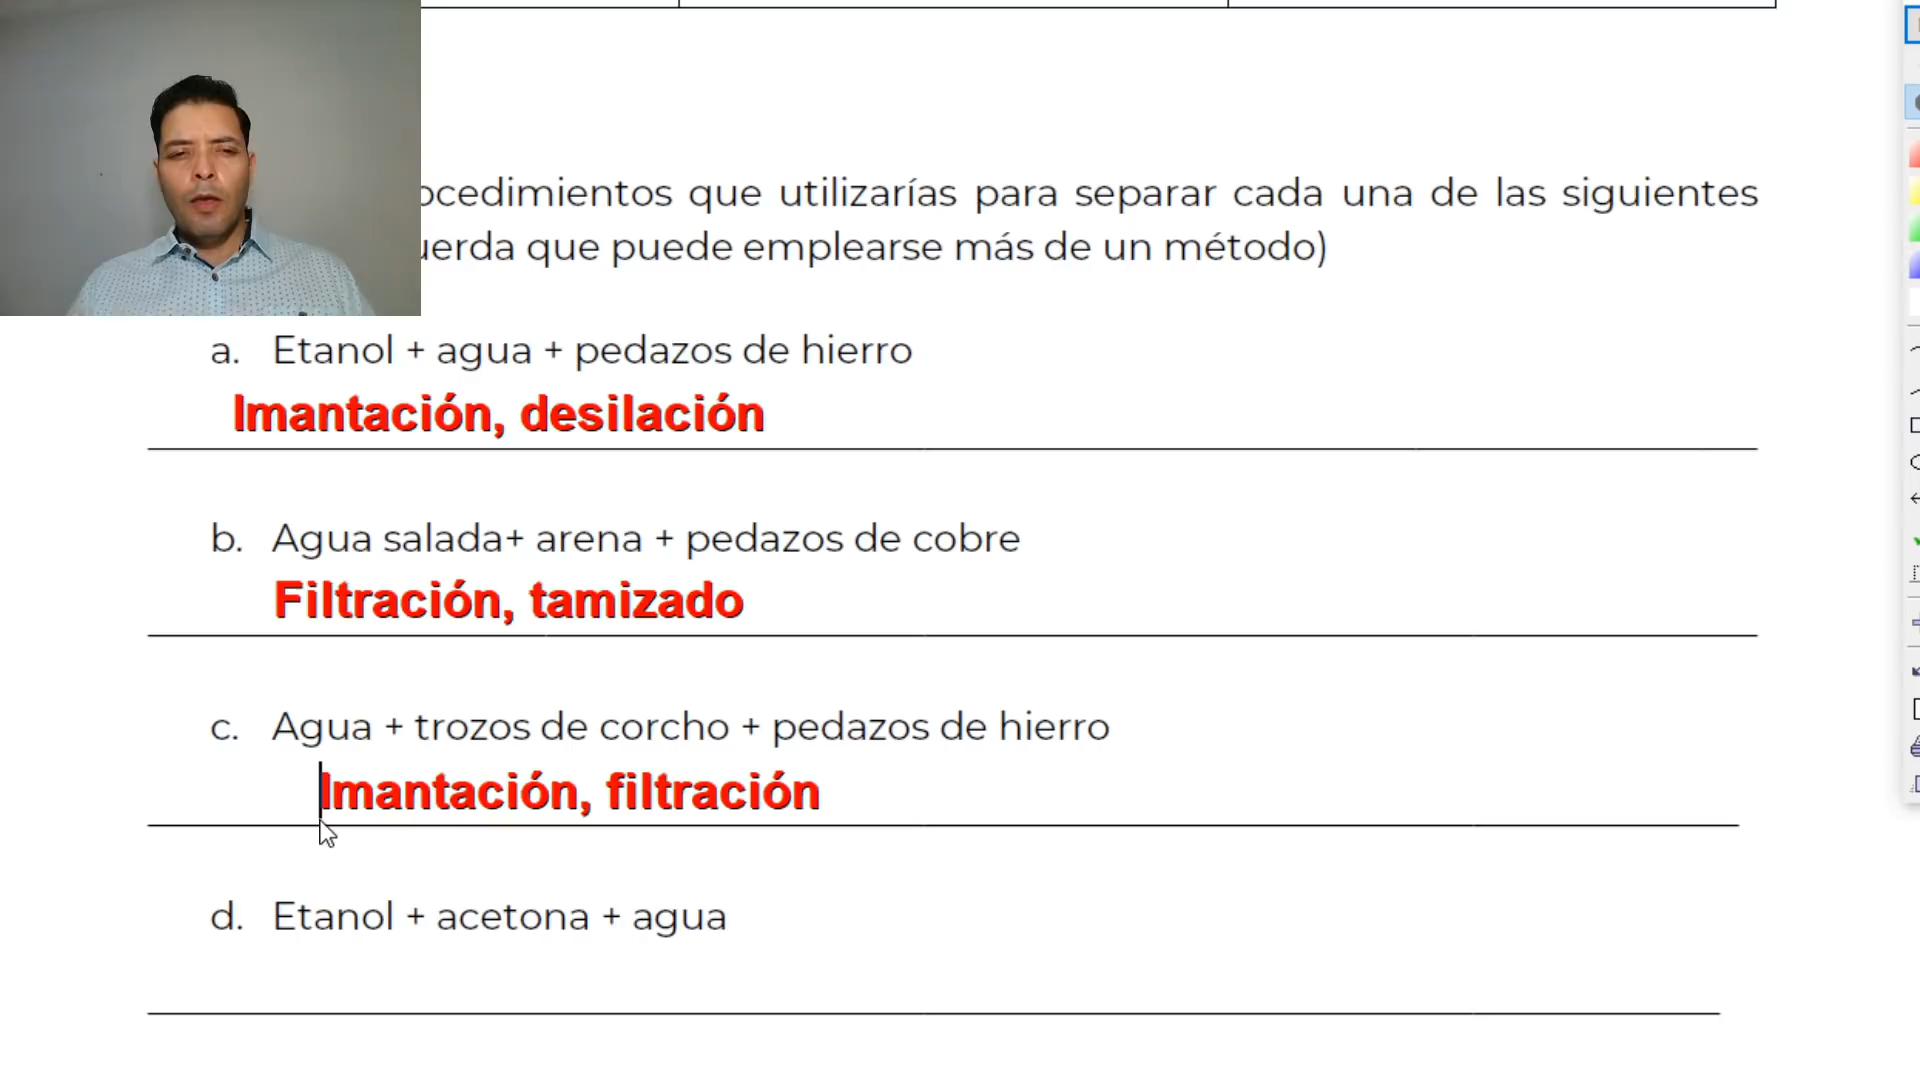 procedimientos que utilizarías para separar cada una de las siguientes
que puede emplearse más de un método)
a. Etanol + agua + pedazos de hierro
Imantación, desilación
b. Agua salada+ arena + pedazos de cobre
Filtración, tamizado
c. Agua + trozos de corcho + pedazos de hierro
Imantación, filtración
d. Etanol + acetona + agua